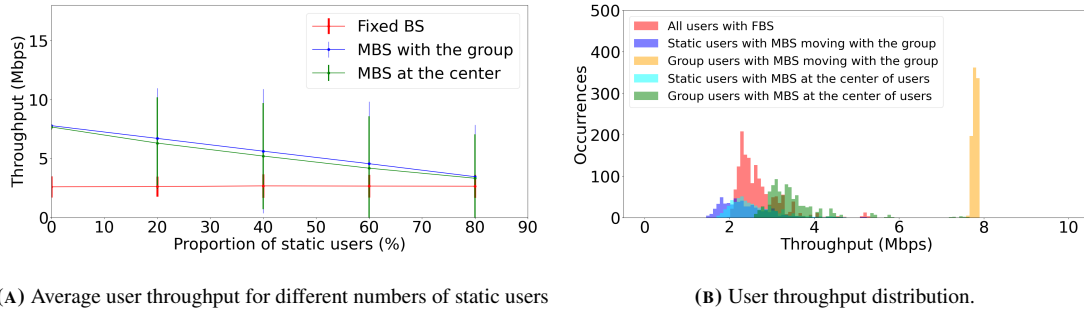 Throughput (Mbps)
15
10
5
0
0 10 20 30 40 50 60 70 80 90
Proportion of static users (%)
Fixed BS
MBS with the group
MBS at the center
Occurrences
500
400
300
200
100
0
0 2 4 6 8 10
Throughput (Mbps)
All users with FBS
Static users with MBS moving with the group
Group users with MBS moving with the group
Static users with MBS at the center of users
Group users with MBS at the center of users
(A) Average user throughput for different numbers of static users
(B) User throughput distribution.